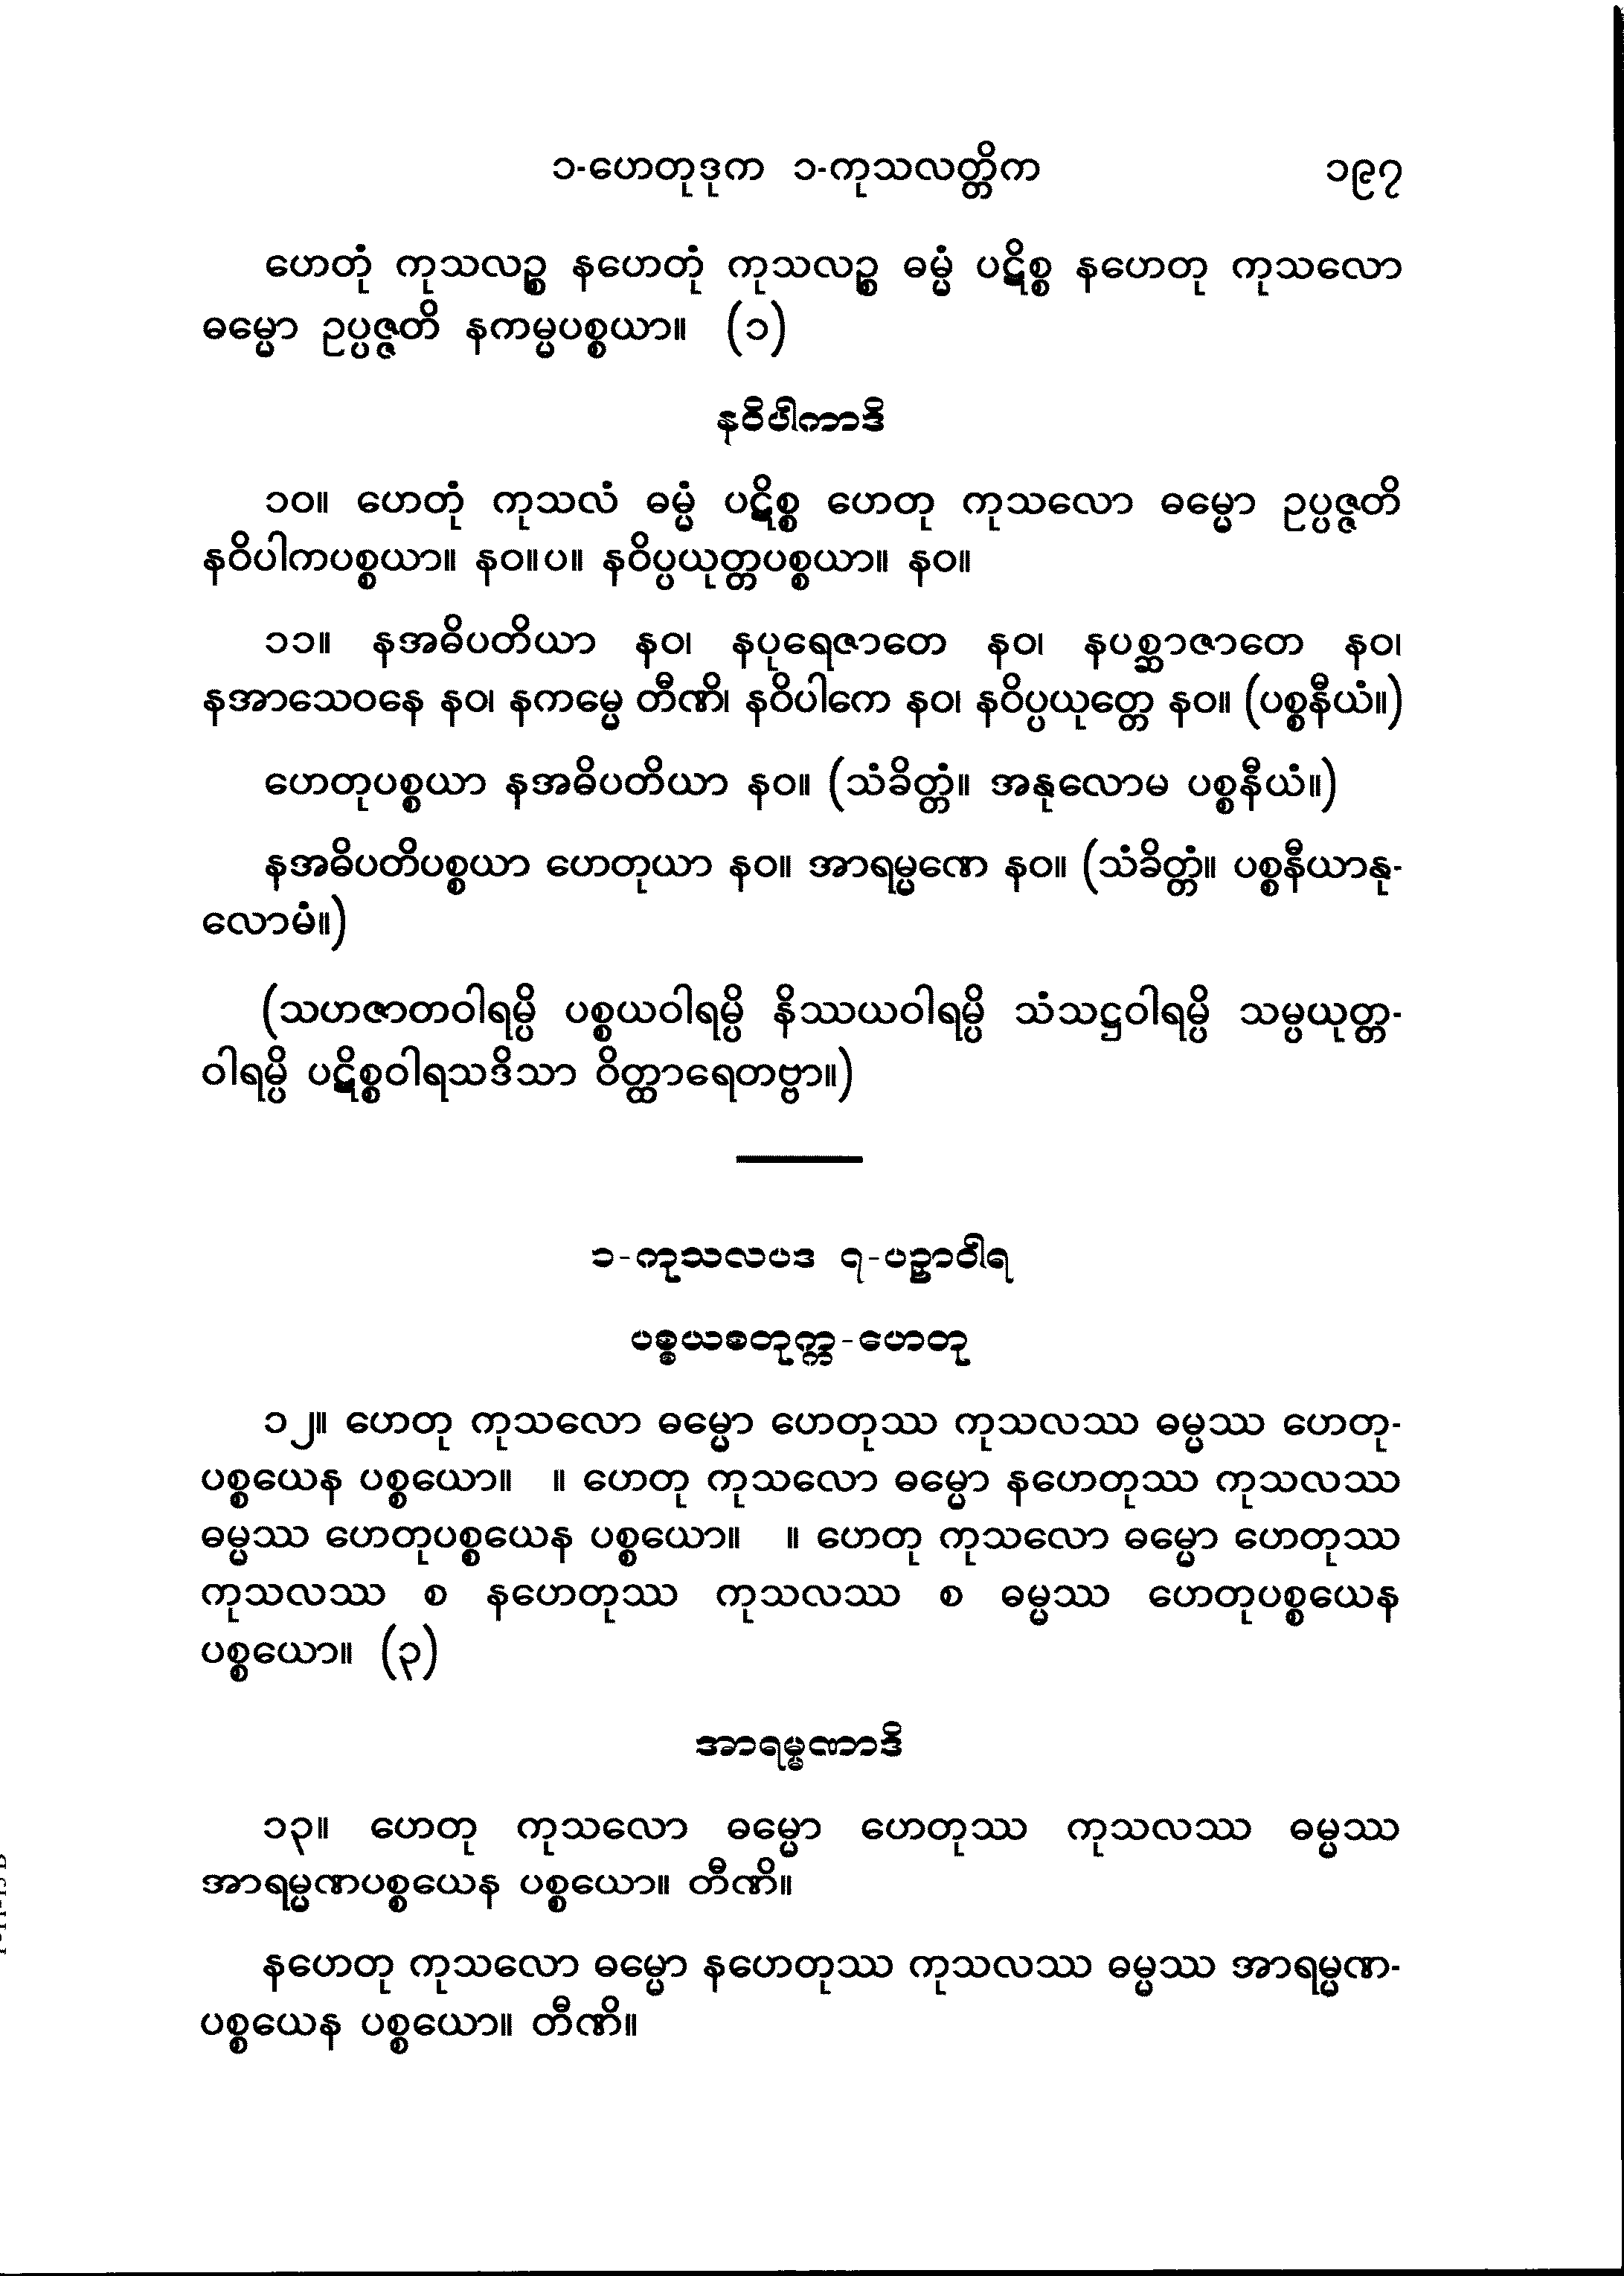 ၁-ဟေတုဒုက ၁-ကုသလတ္တိက ၁၉၇
ဟေတုံ ကုသလဉ္စ နဟေတုံ ကုသလဉ္စ ဓမ္မံ ပဋိစ္စ နဟေတု ကုသလော
ဓမ္မော ဥပ္ပဇ္ဇတိ နကမ္မပစ္စယာ။ (၁)
နဝိပါကာဒိ
၁၀။ ဟေတုံ ကုသလံ ဓမ္မံ ပဋိစ္စ ဟေတု ကုသလော ဓမ္မော ဥပ္ပဇ္ဇတိ
နဝိပါကပစ္စယာ။ နဝ။ပ။ နဝိပ္ပယုတ္တပစ္စယာ။ နဝ။
၁၁။ နအဓိပတိယာ နဝ၊ နပုရေဇာတေ နဝ၊ နပစ္ဆာဇာတေ နဝ၊
နအာသေဝနေ နဝ၊ နကမ္မေ တီဏိ၊ နဝိပါကေ နဝ၊ နဝိပ္ပယုတ္တေ နဝ။ (ပစ္စနီယံ။)
ဟေတုပစ္စယာ နအဓိပတိယာ နဝ။ (သံခိတ္တံ။ အနုလောမ ပစ္စနီယံ။)
နအဓိပတိပစ္စယာ ဟေတုယာ နဝ။ အာရမ္မဏေ နဝ။ (သံခိတ္တံ။ ပစ္စနီယာနု-
လောမံ။)
(သဟဇာတဝါရမ္ပိ ပစ္စယဝါရမ္ပိ နိဿယဝါရမ္ပိ သံသဋ္ဌဝါရမ္ပိ သမ္ပယုတ္တ-
ဝါရမ္ပိ ပဋိစ္စဝါရသဒိသာ ဝိတ္ထာရေတဗ္ဗာ။)
၁-ကုသလပဒ ၇-ပဉှာဝါရ
ပစ္စယစတုက္က-ဟေတု
၁၂။ ဟေတု ကုသလော ဓမ္မော ဟေတုဿ ကုသလဿ ဓမ္မဿ ဟေတု-
ပစ္စယေန ပစ္စယော။ ။ ဟေတု ကုသလော ဓမ္မော နဟေတုဿ ကုသလဿ
ဓမ္မဿ ဟေတုပစ္စယေန ပစ္စယော။ ။ ဟေတု ကုသလော ဓမ္မော ဟေတုဿ
ကုသလဿ စ နဟေတုဿ ကုသလဿ စ ဓမ္မဿ ဟေတုပစ္စယေန
ပစ္စယော။ (၃)
အာရမ္မဏာဒိ
၁၃။ ဟေတု ကုသလော ဓမ္မော ဟေတုဿ ကုသလဿ ဓမ္မဿ
အာရမ္မဏပစ္စယေန ပစ္စယော။ တီဏိ။
နဟေတု ကုသလော ဓမ္မော နဟေတုဿ ကုသလဿ ဓမ္မဿ အာရမ္မဏ-
ပစ္စယေန ပစ္စယော။ တီဏိ။